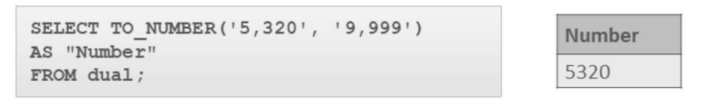 SELECT TO_NUMBER('5,320', '9,999')
AS "Number"
FROM dual;
Number
5320